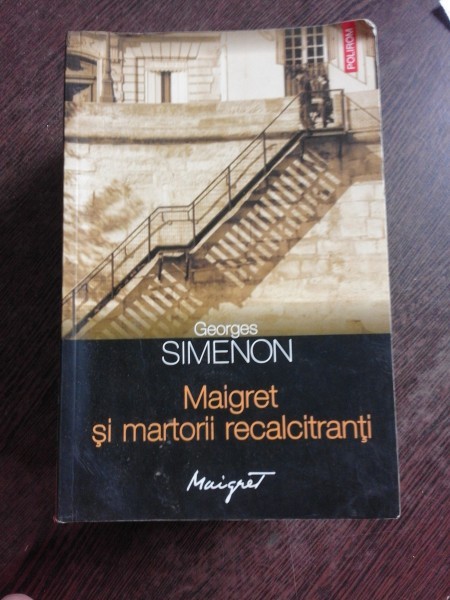 POLIROM
Georges
SIMENON
Maigret
şi martorii recalcitranţi
Maigret